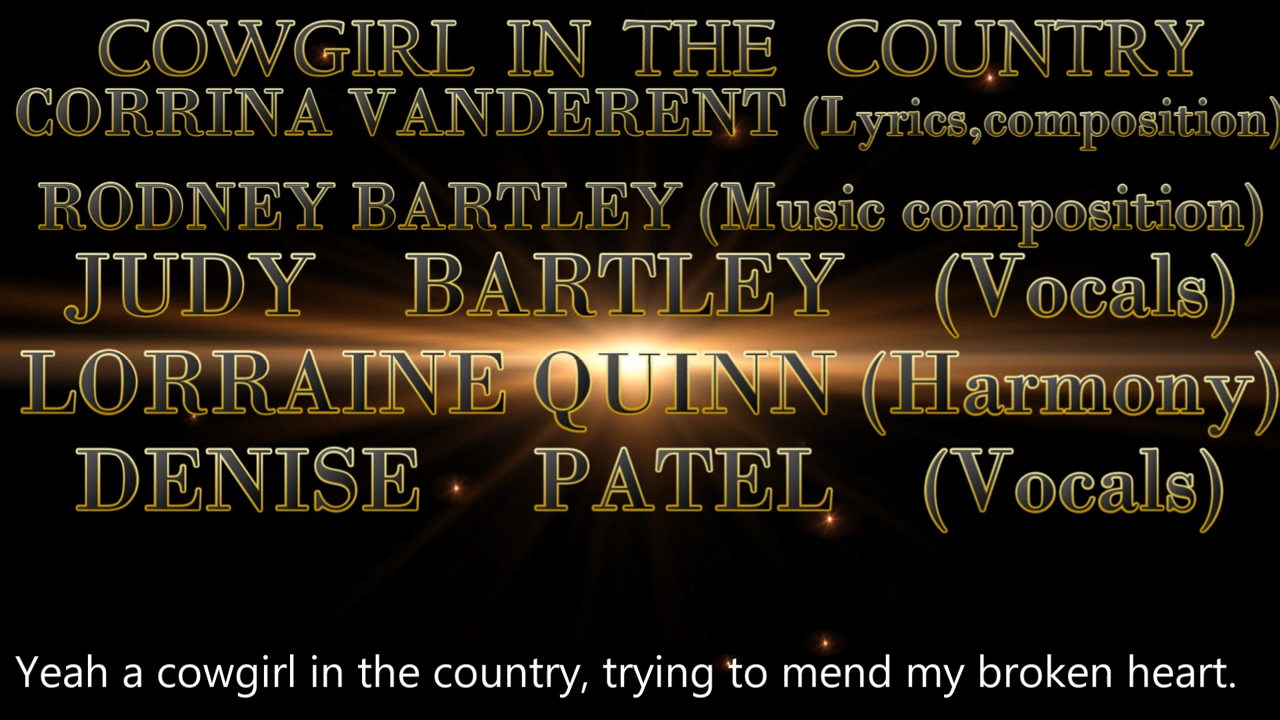 COWGIRL IN THE COUNTRY
CORRINA VANDERENT (Lyrics,composition)
RODNEY BARTLEY (Music composition)
JUDY BARTLEY (Vocals)
LORRAINE QUINN (Harmony)
DENISE PATEL (Vocals)
Yeah a cowgirl in the country, trying to mend my broken heart.